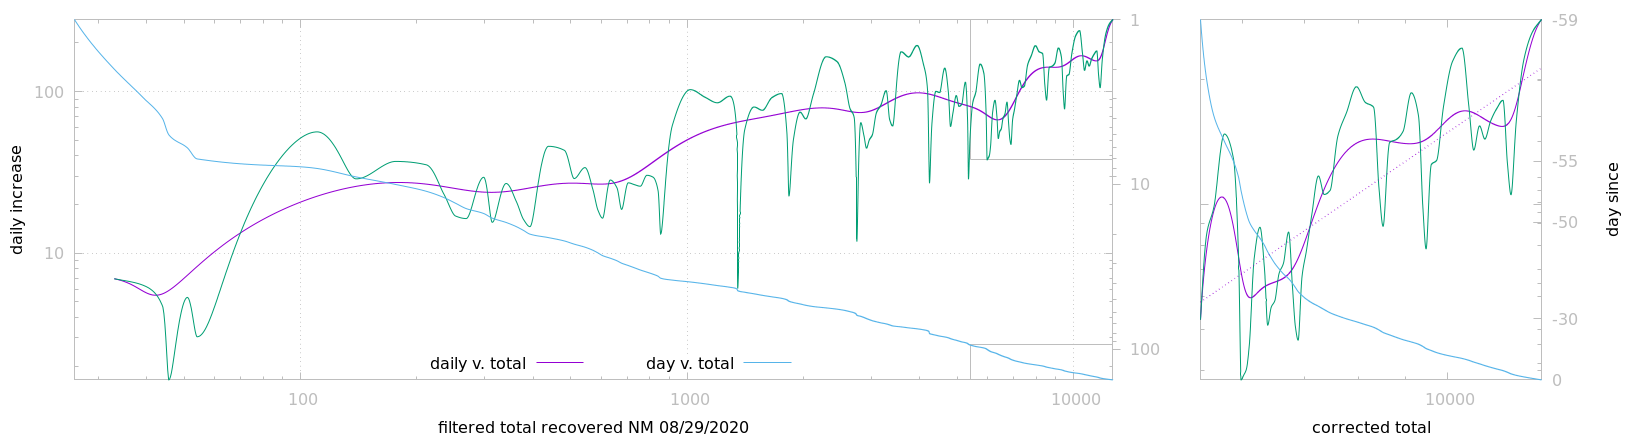 daily increase
100
10
100
1000
10000
1
10
100
daily v. total
day v. total
filtered total recovered NM 08/29/2020
10000
-59
-55
-50
-30
0
day since
corrected total